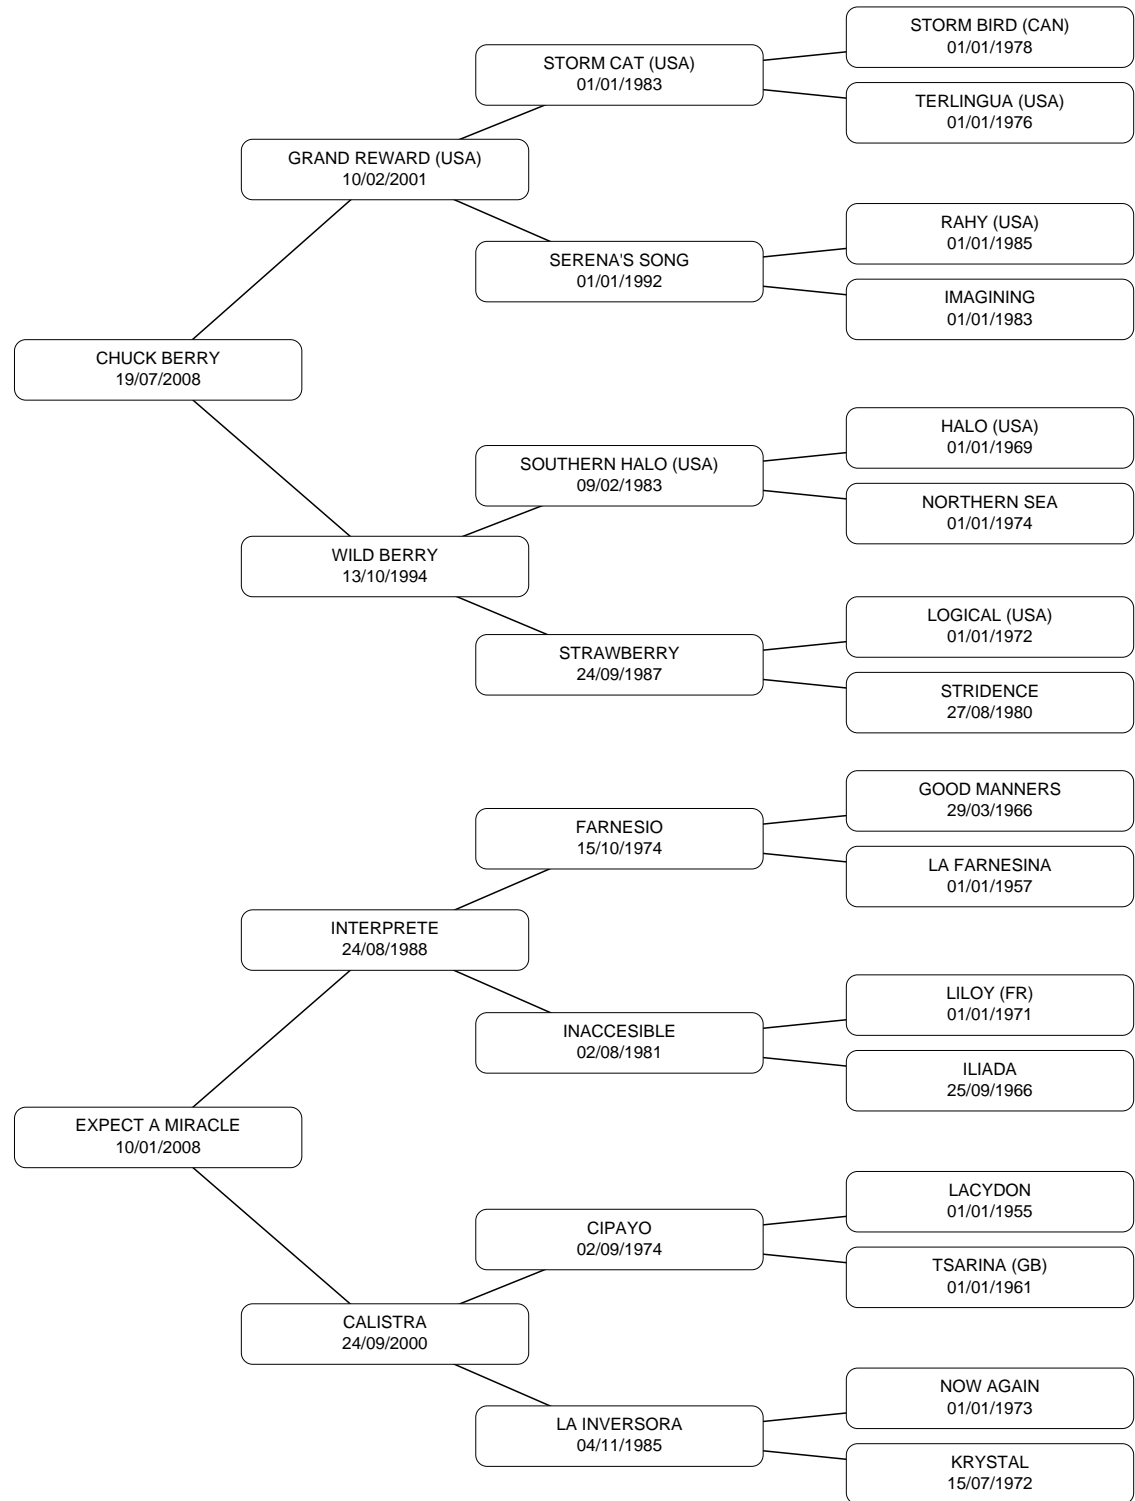 STORM BIRD (CAN)
01/01/1978
STORM CAT (USA)
01/01/1983
TERLINGUA (USA)
01/01/1976
GRAND REWARD (USA)
10/02/2001
RAHY (USA)
01/01/1985
SERENA'S SONG
01/01/1992
IMAGINING
01/01/1983
CHUCK BERRY
19/07/2008
HALO (USA)
01/01/1969
SOUTHERN HALO (USA)
09/02/1983
NORTHERN SEA
01/01/1974
WILD BERRY
13/10/1994
LOGICAL (USA)
01/01/1972
STRAWBERRY
24/09/1987
STRIDENCE
27/08/1980
GOOD MANNERS
29/03/1966
FARNESIO
15/10/1974
LA FARNESINA
01/01/1957
INTERPRETE
24/08/1988
LILOY (FR)
01/01/1971
INACCESIBLE
02/08/1981
ILIADA
25/09/1966
EXPECT A MIRACLE
10/01/2008
LACYDON
01/01/1955
CIPAYO
02/09/1974
TSARINA (GB)
01/01/1961
CALISTRA
24/09/2000
NOW AGAIN
01/01/1973
LA INVERSORA
04/11/1985
KRYSTAL
15/07/1972